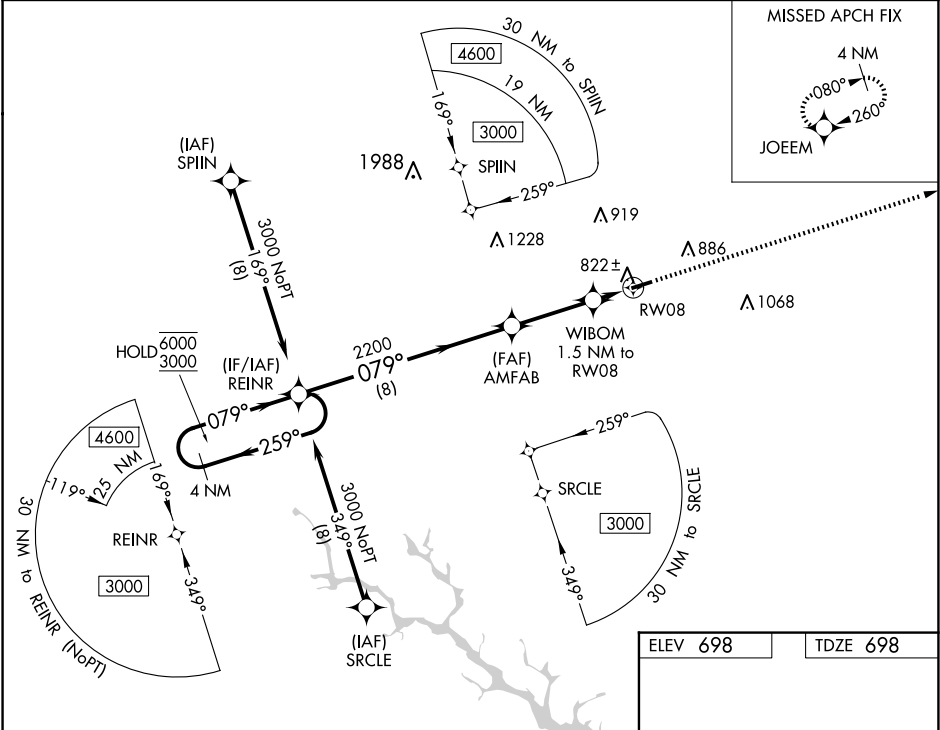 MISSED APCH FIX
4 NM
080°
260°
JOEEM
30 NM to SPIIN
4600
19 NM
169°
3000
SPIIN
259°
1988
919
1228
886
822±
RW08
1068
(IAF)
SPIIN
3000 NoPT
169°
(8)
HOLD 6000
3000
(IF/IAF)
REINR
2200
079°
(8)
(FAF)
AMFAB
WIBOM
1.5 NM to
RW08
079°
259°
4 NM
4600
25 NM
119°
169°
REINR
3000
349°
30 NM to REINR (NoPT)
3000 NoPT
349°
(8)
(IAF)
SRCLE
259°
SRCLE
3000
349°
30 NM to SRCLE
ELEV 698
TDZE 698